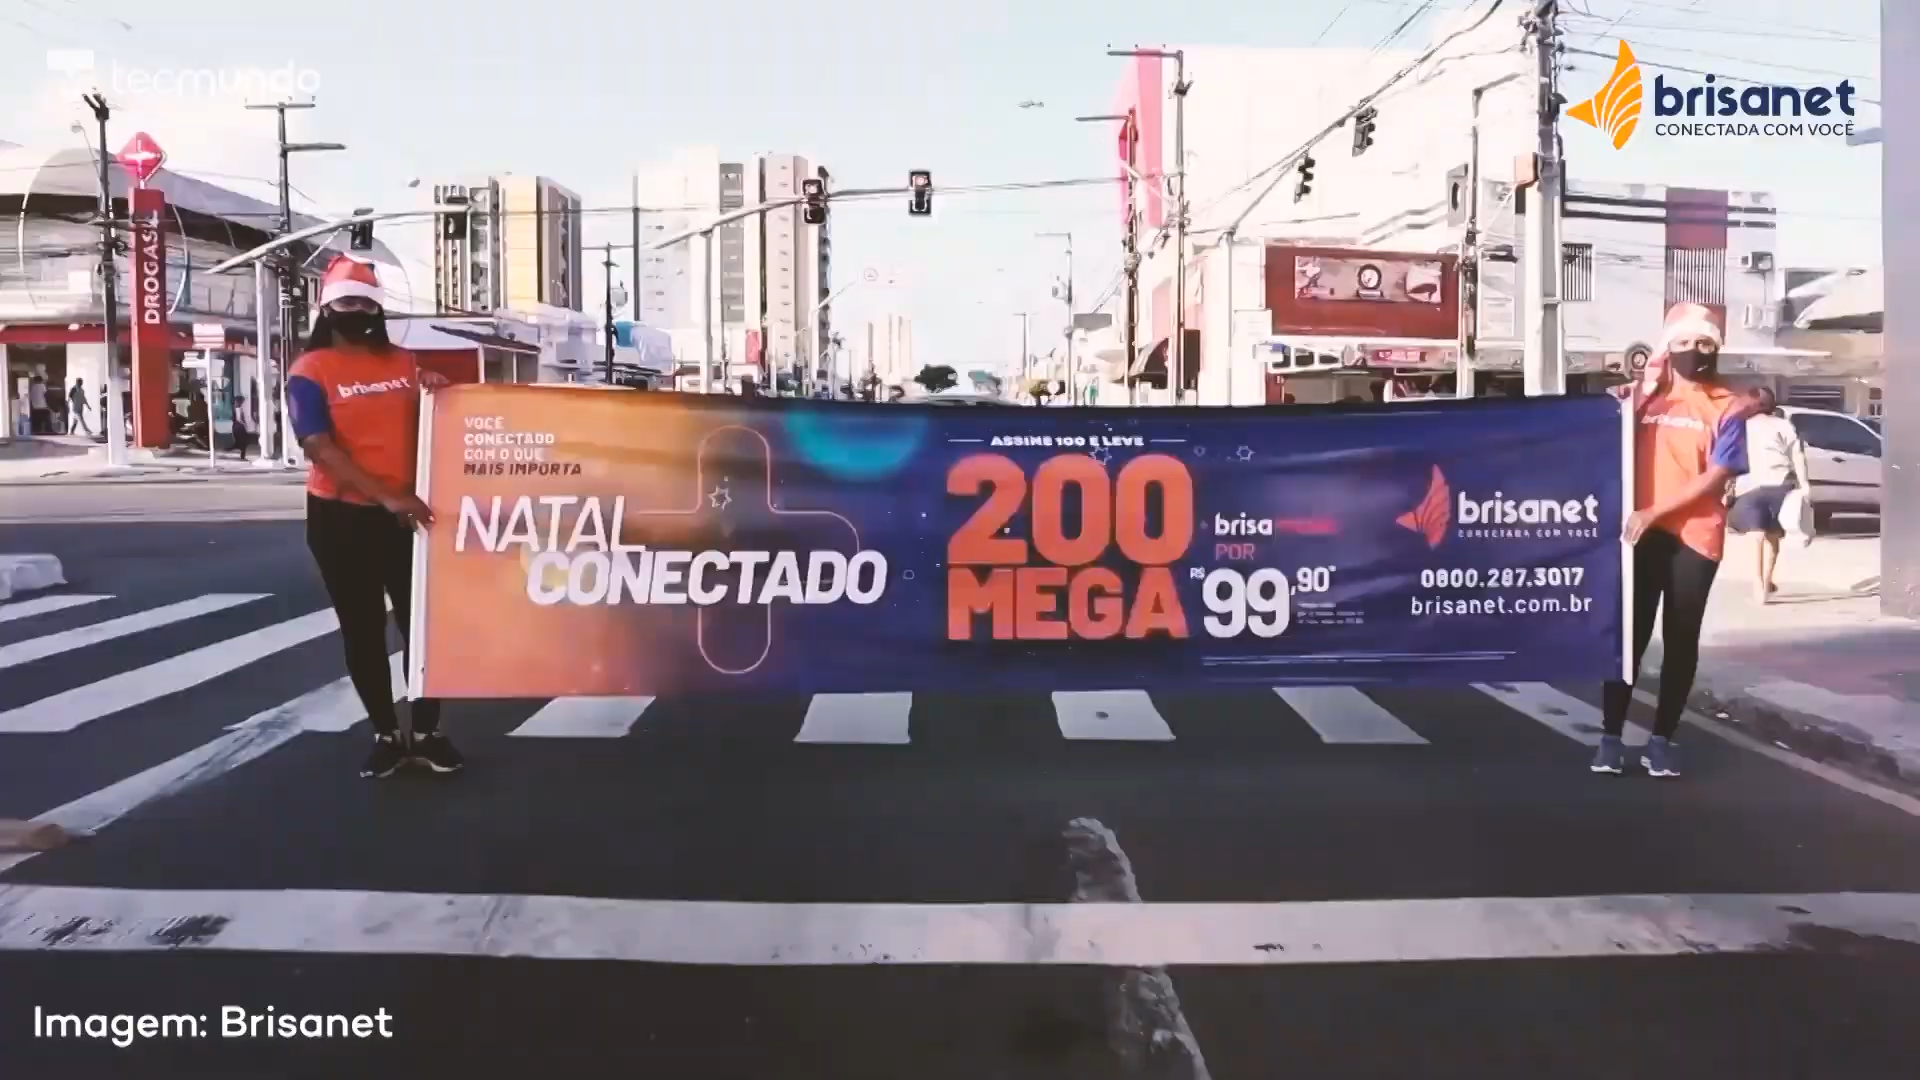 tecmundo
brisanet
CONECTADA COM VOCÊ
DROGASIL
brisanet
brisanet
VOCÊ
CONECTADO
COM O QUE
MAIS IMPORTA
NATAL
CONECTADO
ASSINE 100 E LEVE
200
MEGA
brisa
POR
R$ 99,90*
brisanet
CONECTADA COM VOCÊ
0800.287.3017
brisanet.com.br
Imagem: Brisanet